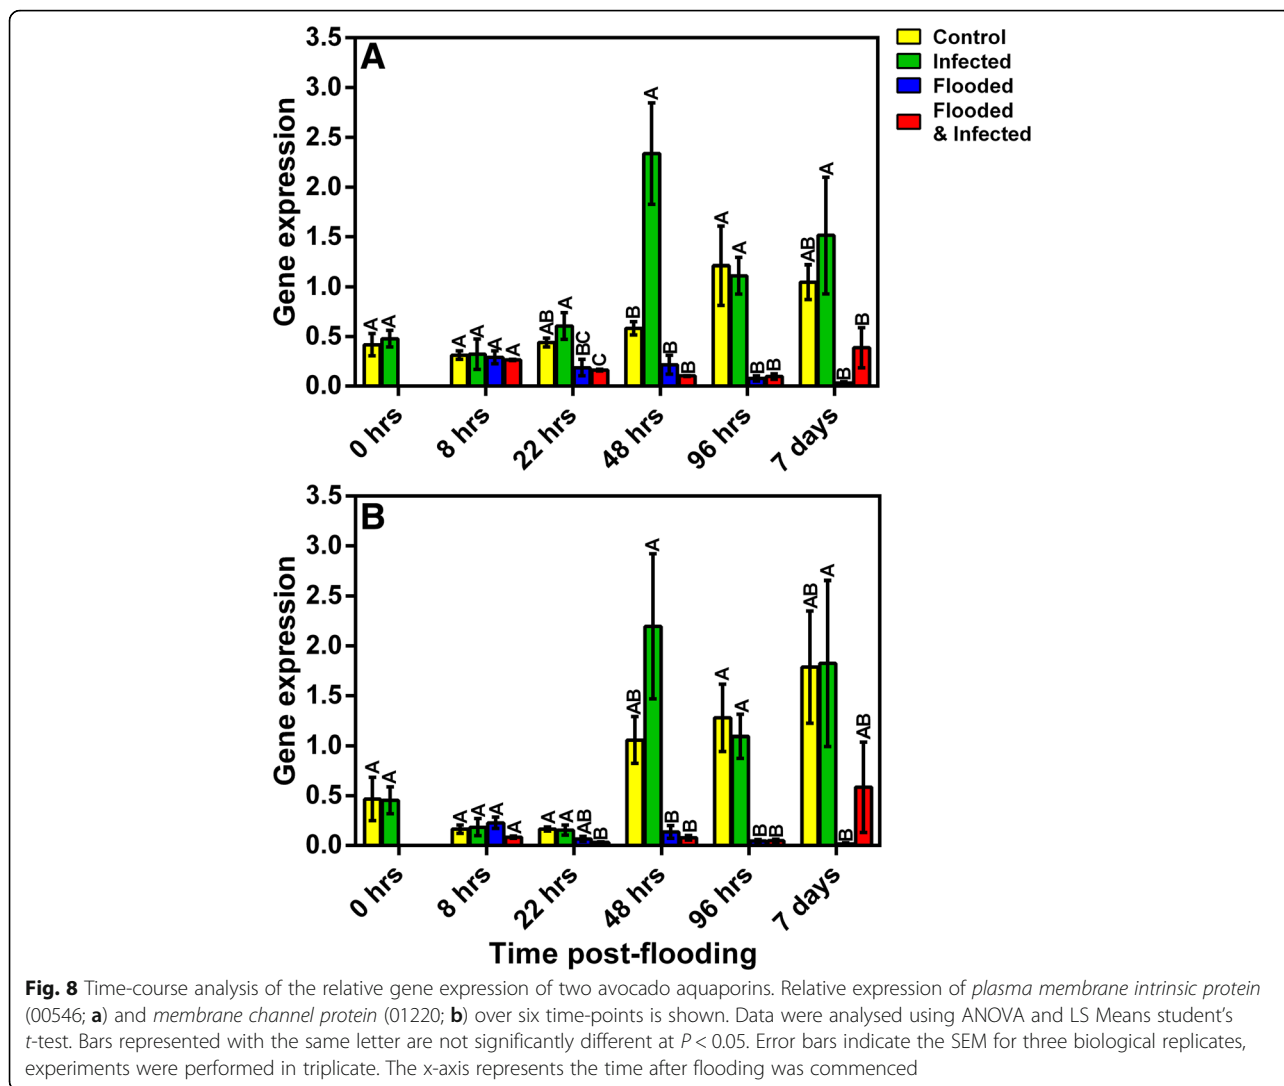 A
3.5
3.0
2.5
2.0
1.5
1.0
0.5
0.0
Gene expression
A A
A A A A
AB A BC C
B A B B
A A B B
AB A B B
0 hrs 8 hrs 22 hrs 48 hrs 96 hrs 7 days
Control
Infected
Flooded
Flooded
& Infected
B
3.5
3.0
2.5
2.0
1.5
1.0
0.5
0.0
Gene expression
A A
A A A A
A A AB B
AB A B B
A A B B
AB A B AB
0 hrs 8 hrs 22 hrs 48 hrs 96 hrs 7 days
Time post-flooding
Fig. 8 Time-course analysis of the relative gene expression of two avocado aquaporins. Relative expression of plasma membrane intrinsic protein
(00546; a) and membrane channel protein (01220; b) over six time-points is shown. Data were analysed using ANOVA and LS Means student's
t-test. Bars represented with the same letter are not significantly different at P < 0.05. Error bars indicate the SEM for three biological replicates,
experiments were performed in triplicate. The x-axis represents the time after flooding was commenced